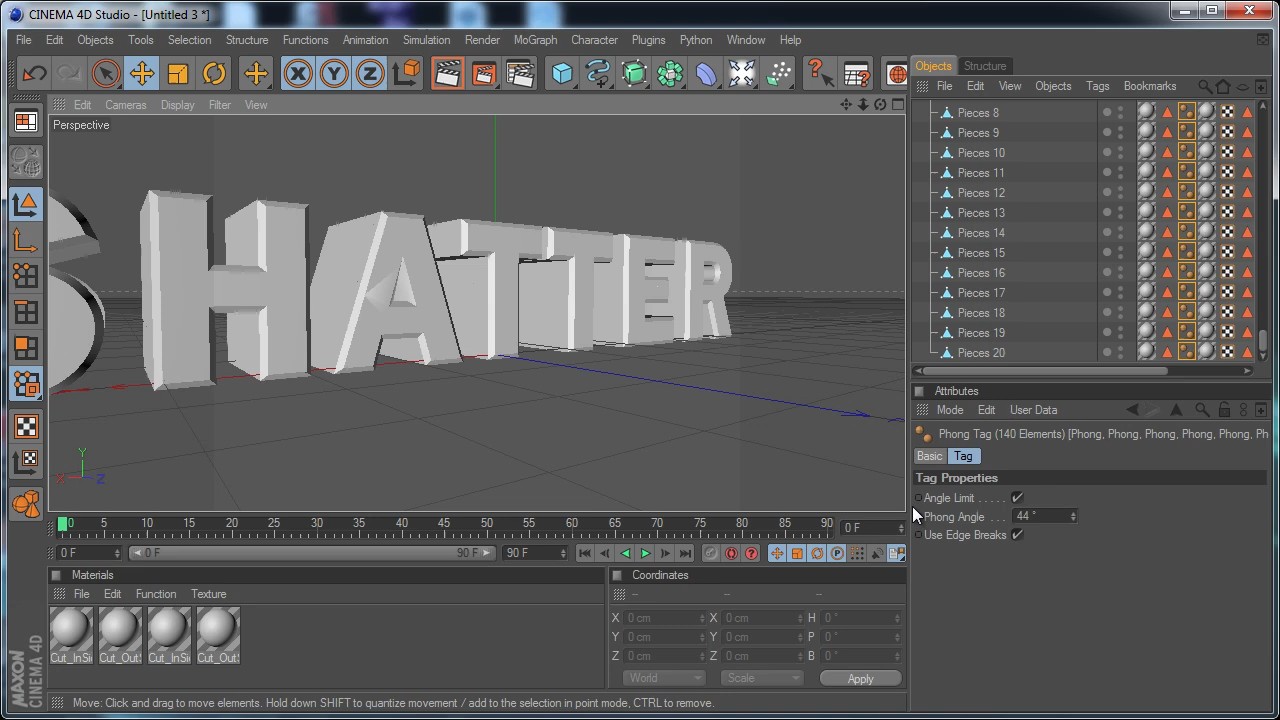 CINEMA 4D Studio - [Untitled 3 *]
File Edit Objects Tools Selection Structure Functions Animation Simulation Render MoGraph Character Plugins Python Window Help
X Y Z
Objects Structure
File Edit View Objects Tags Bookmarks
Edit Cameras Display Filter View
Perspective
SHATTER
Y
X Z
Pieces 8
Pieces 9
Pieces 10
Pieces 11
Pieces 12
Pieces 13
Pieces 14
Pieces 15
Pieces 16
Pieces 17
Pieces 18
Pieces 19
Pieces 20
Attributes
Mode Edit User Data
Phong Tag (140 Elements) [Phong, Phong, Phong, Phong, Phong, Ph
Basic Tag
Tag Properties
Angle Limit . . . . .
Phong Angle . . . 44 °
Use Edge Breaks
0 5 10 15 20 25 30 35 40 45 50 55 60 65 70 75 80 85 90 0 F
0 F 0 F 90 F 90 F
P
Materials
File Edit Function Texture
Cut_InSi Cut_Out! Cut_InSi Cut_Out!
Coordinates
-- -- --
X 0 cm X 0 cm H 0 °
Y 0 cm Y 0 cm P 0 °
Z 0 cm Z 0 cm B 0 °
World Scale Apply
MAXON
CINEMA 4D
Move: Click and drag to move elements. Hold down SHIFT to quantize movement / add to the selection in point mode, CTRL to remove.